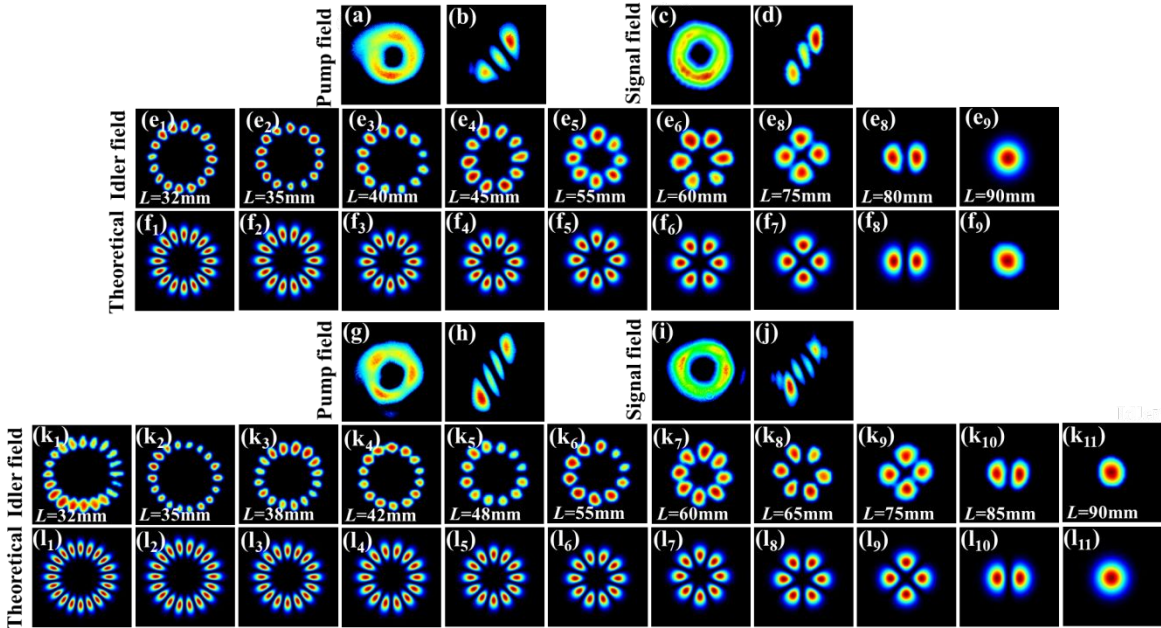 Pump field (a) (b) Signal field (c) (d)
Idler field (e1) (e2) (e3) (e4) (e5) (e6) (e8) (e8) (e9)
L=32mm L=35mm L=40mm L=45mm L=55mm L=60mm L=75mm L=80mm L=90mm
Theoretical (f1) (f2) (f3) (f4) (f5) (f6) (f7) (f8) (f9)
Pump field (g) (h) Signal field (i) (j)
Idler field (k1) (k2) (k3) (k4) (k5) (k6) (k7) (k8) (k9) (k10) (k11)
L=32mm L=35mm L=38mm L=42mm L=48mm L=55mm L=60mm L=65mm L=75mm L=85mm L=90mm
Theoretical (l1) (l2) (l3) (l4) (l5) (l6) (l7) (l8) (l9) (l10) (l11)